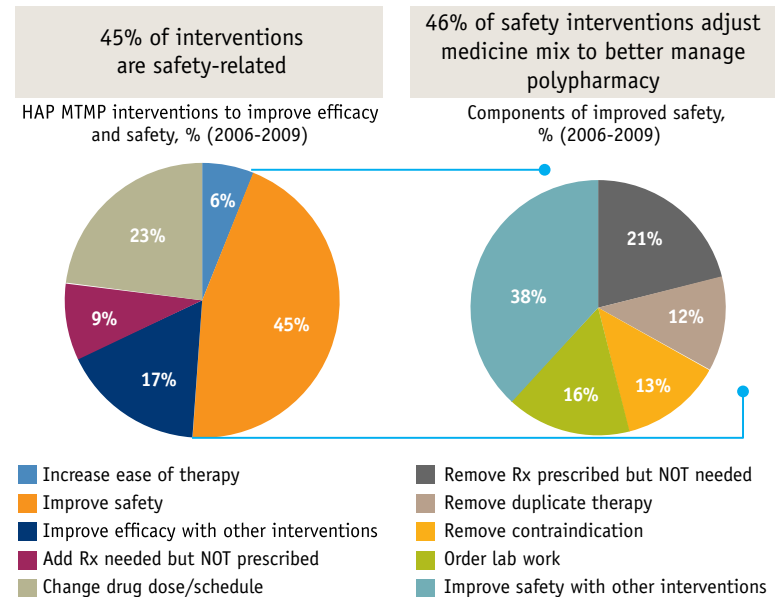 45% of interventions
are safety-related
HAP MTMP interventions to improve efficacy
and safety, % (2006-2009)
6%
45%
17%
9%
23%
Increase ease of therapy
Improve safety
Improve efficacy with other interventions
Add Rx needed but NOT prescribed
Change drug dose/schedule
46% of safety interventions adjust
medicine mix to better manage
polypharmacy
Components of improved safety,
% (2006-2009)
21%
12%
13%
16%
38%
Remove Rx prescribed but NOT needed
Remove duplicate therapy
Remove contraindication
Order lab work
Improve safety with other interventions